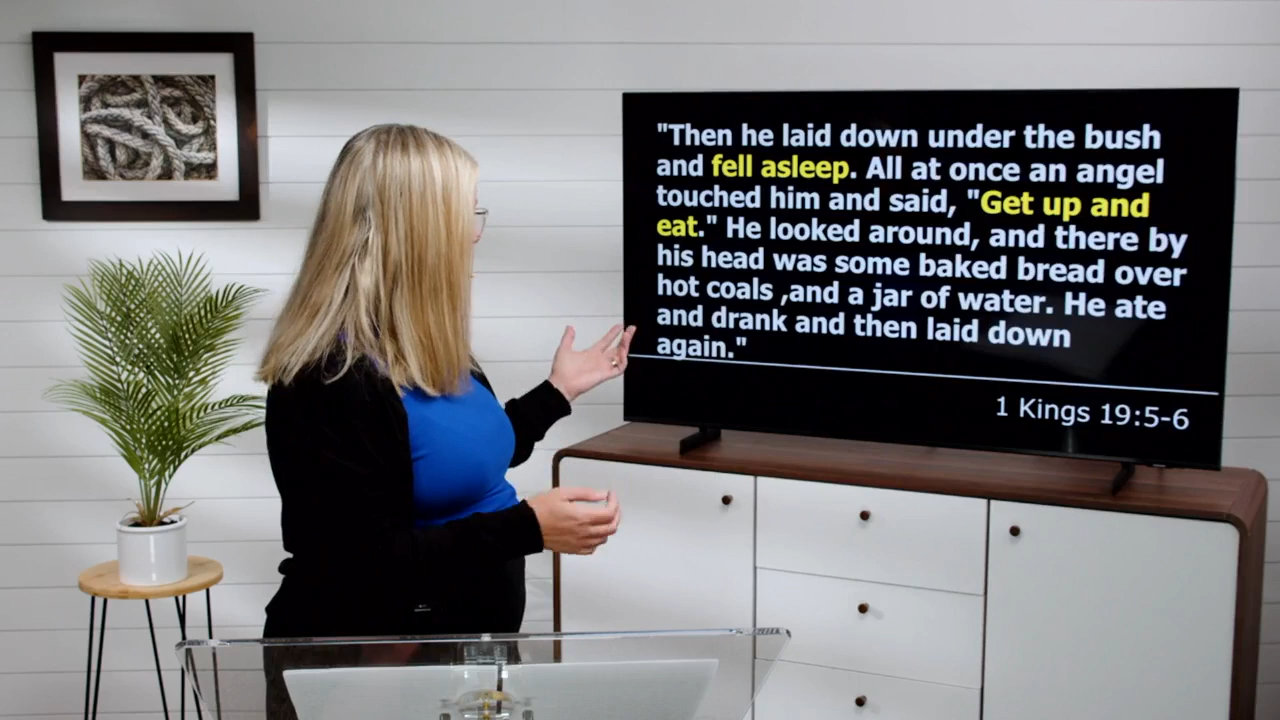 "Then he laid down under the bush
and fell asleep. All at once an angel
touched him and said, "Get up and
eat." He looked around, and there by
his head was some baked bread over
hot coals ,and a jar of water. He ate
and drank and then laid down
again."
1 Kings 19:5-6